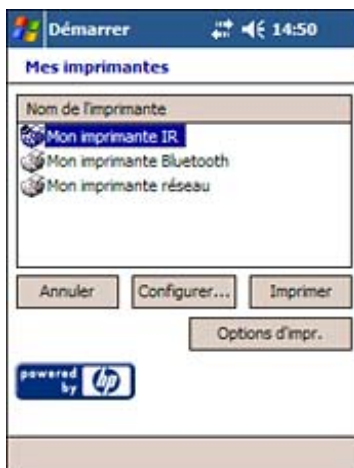 Démarrer 14:50
Mes imprimantes
Nom de l'imprimante
Mon imprimante IR
Mon imprimante Bluetooth
Mon imprimante réseau
Annuler Configurer... Imprimer
Options d'impr.
powered
by hp